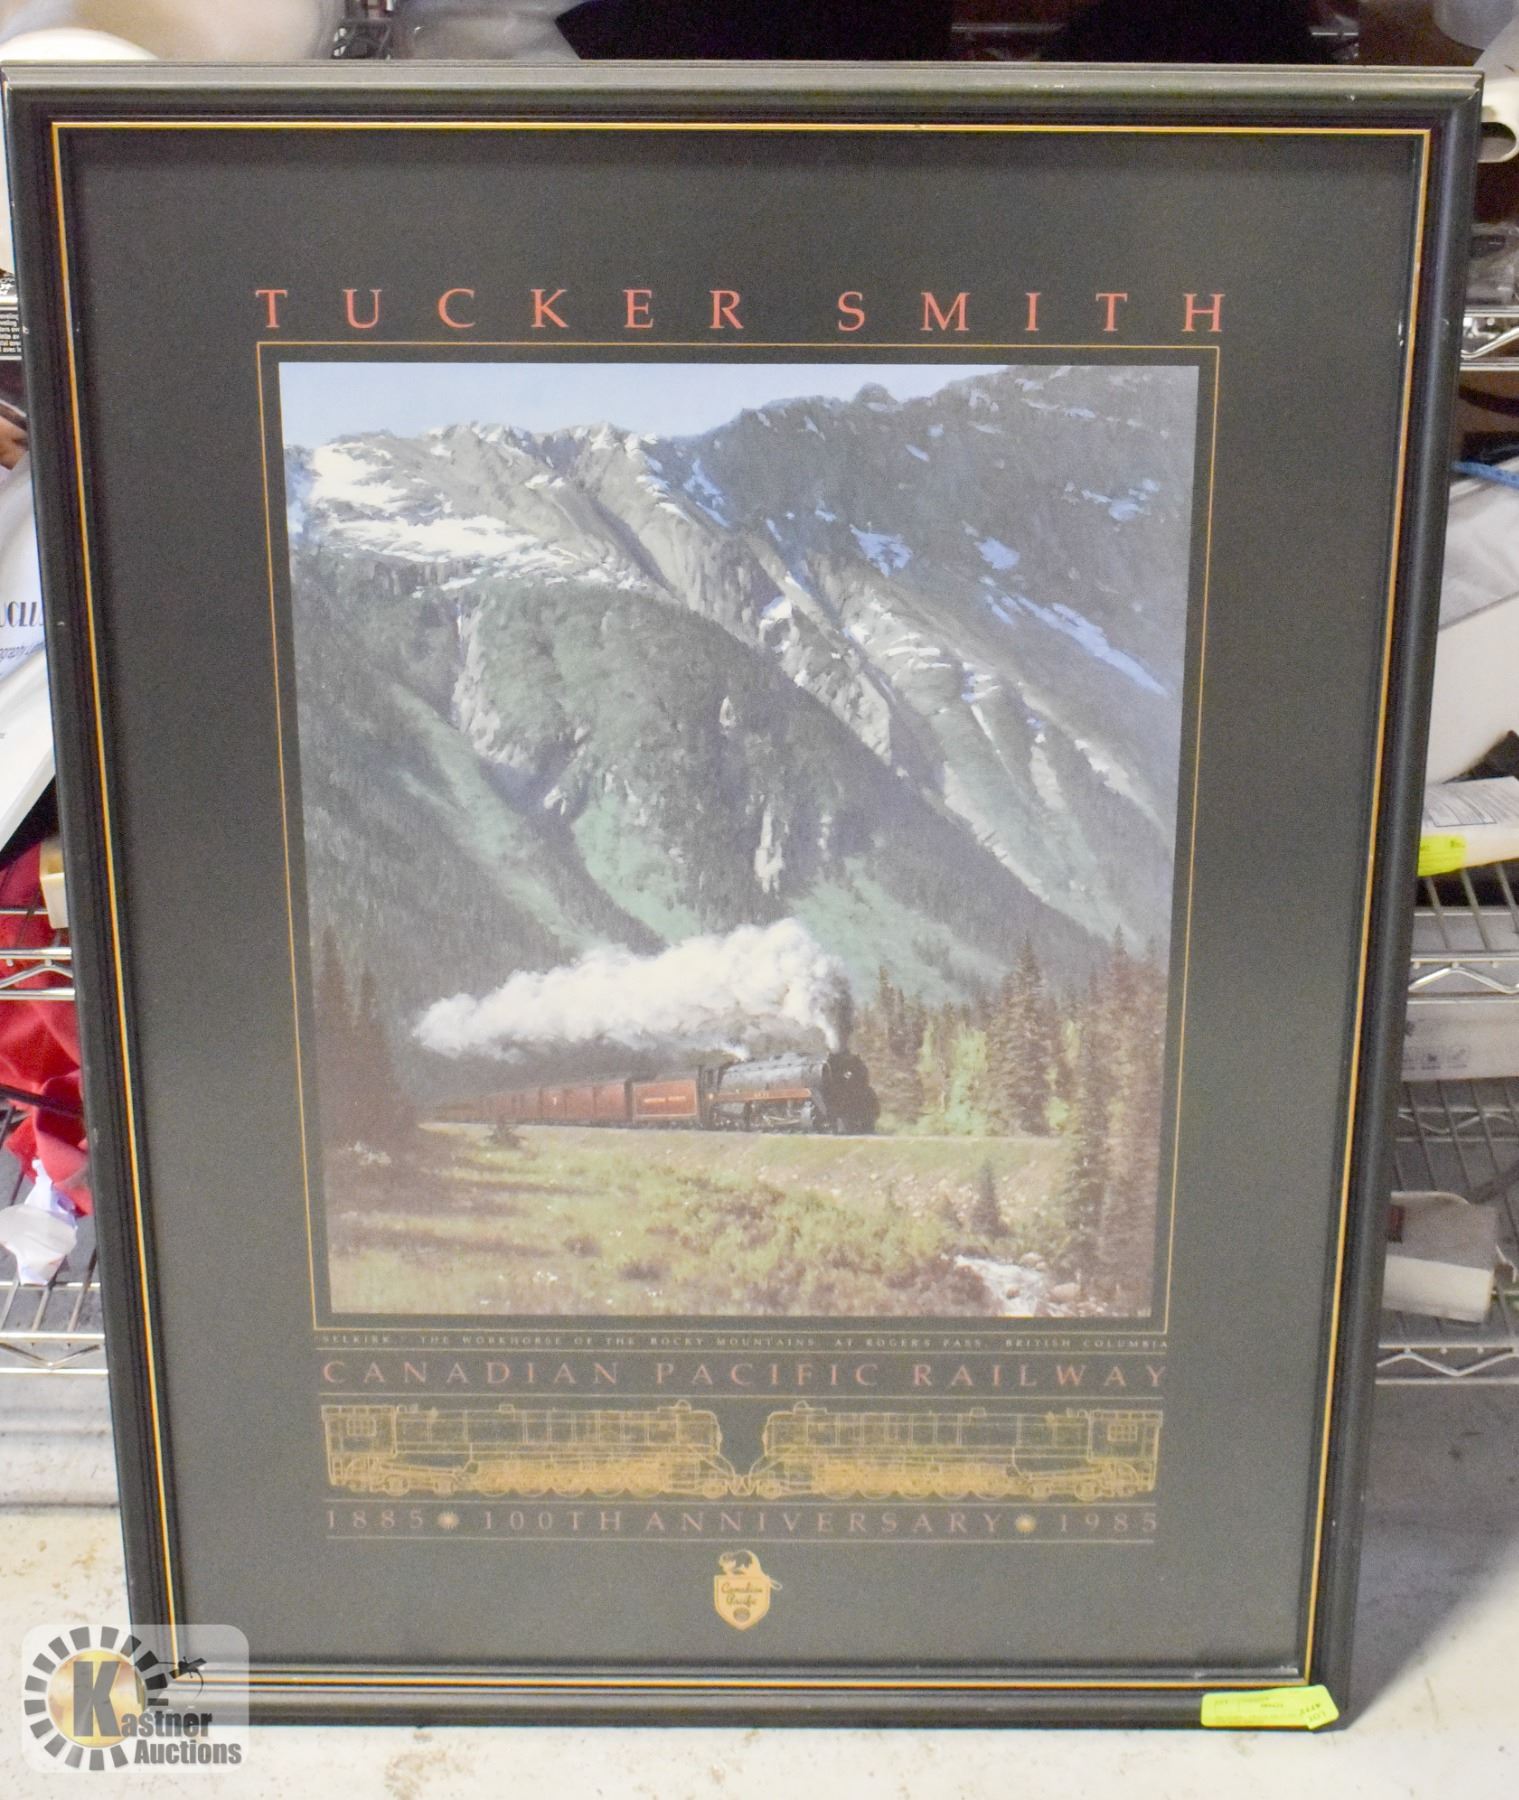 TUCKER SMITH
"SELKIRK," THE WORKHORSE OF THE ROCKY MOUNTAINS, AT ROGERS PASS, BRITISH COLUMBIA
CANADIAN PACIFIC RAILWAY
1885 100TH ANNIVERSARY 1985
Canadian
Pacific
Kastner
Auctions
LOT